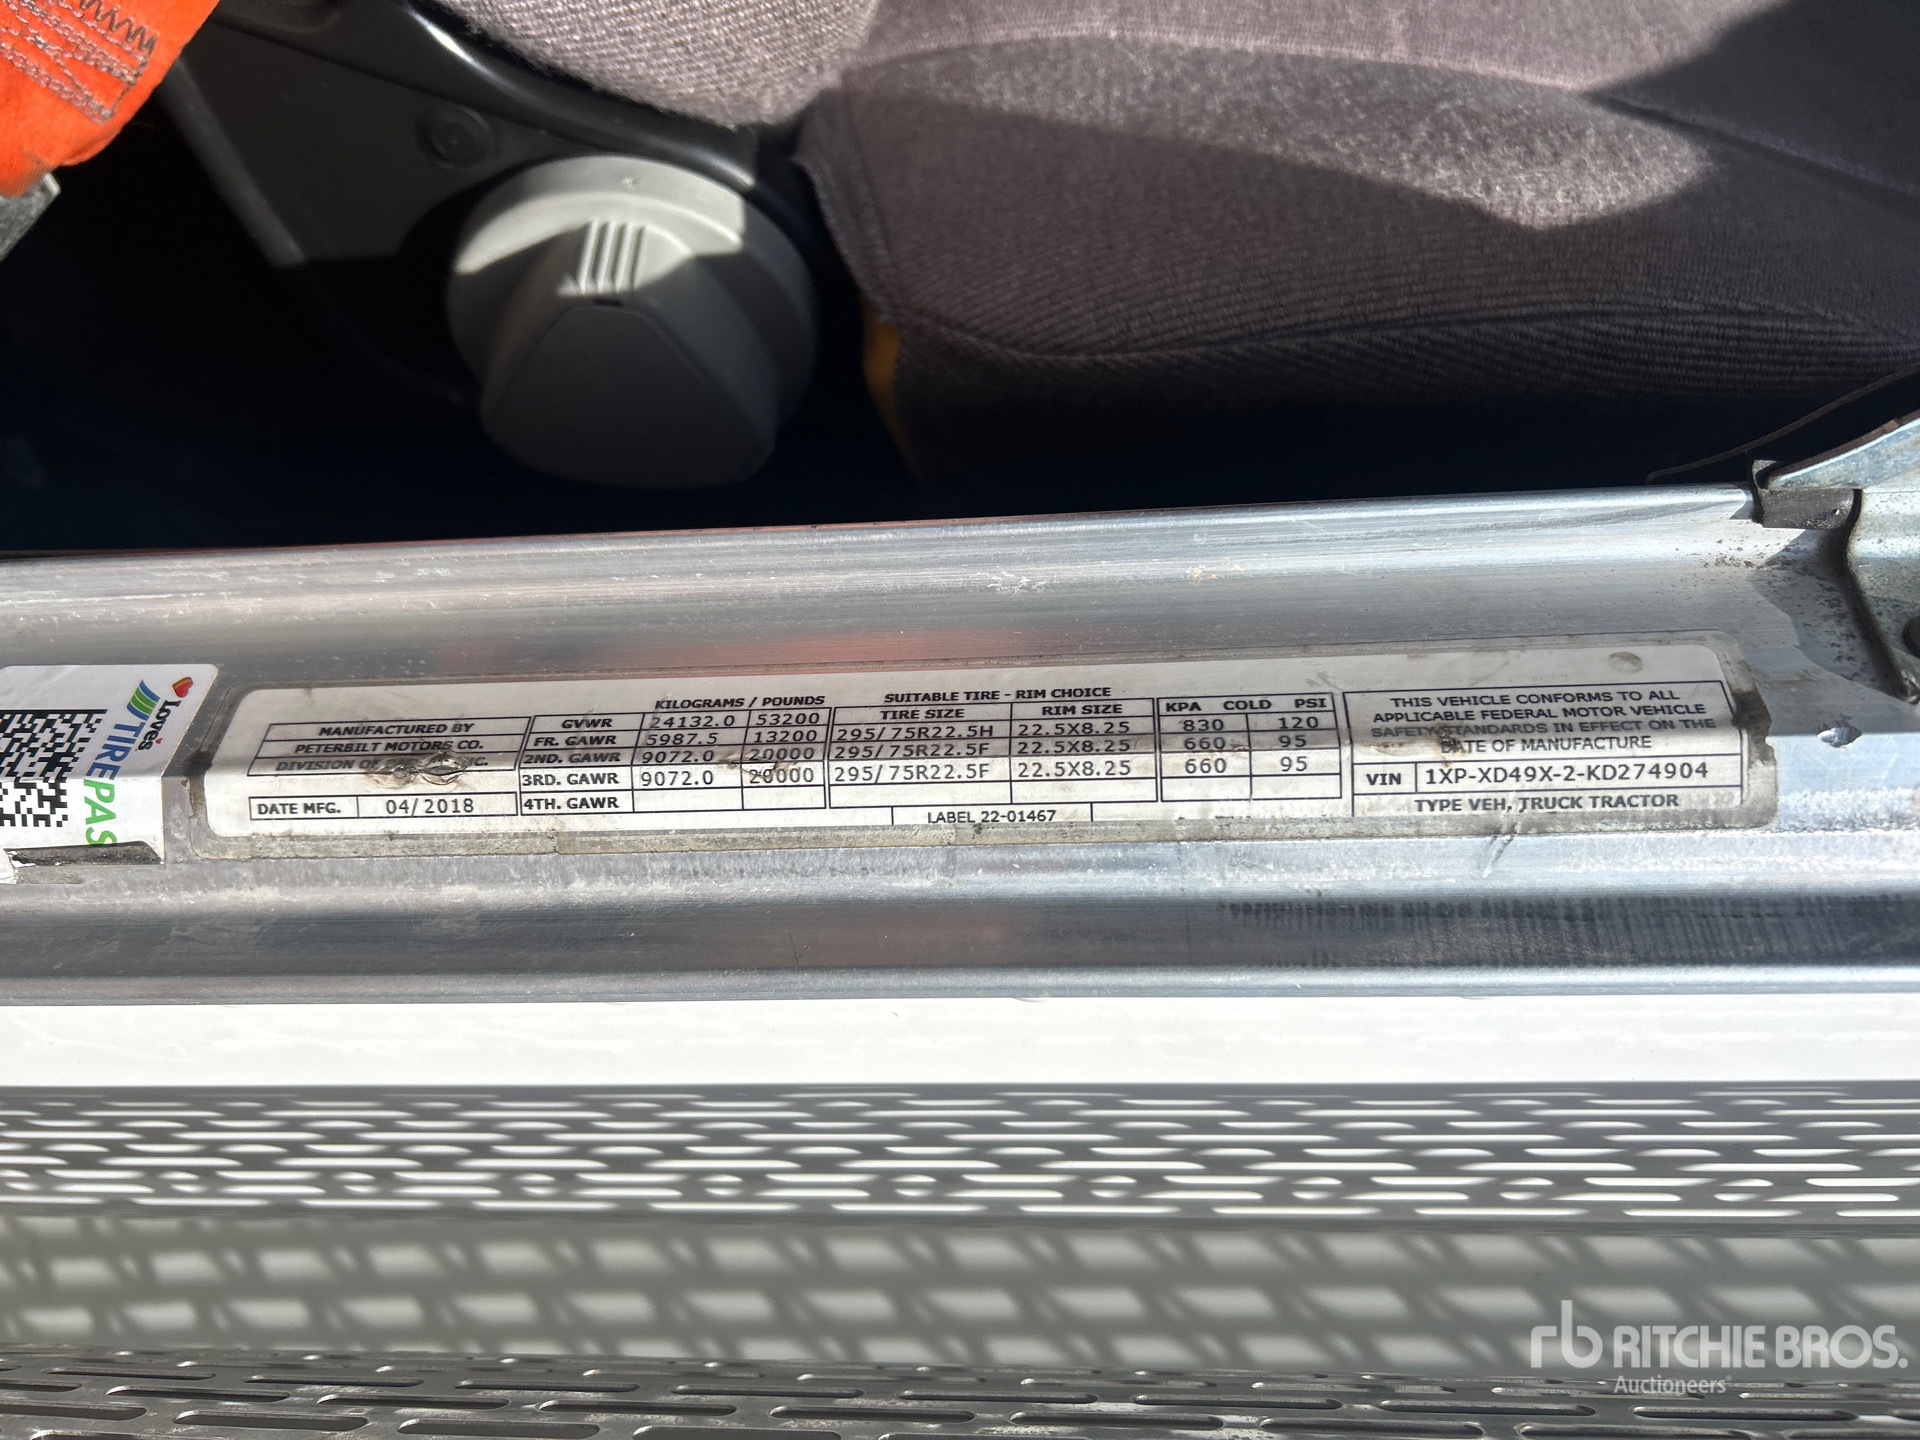 Love's
TIREPAS
MANUFACTURED BY
PETERBILT MOTORS CO.
DIVISION OF INC.
DATE MFG. 04/2018
KILOGRAMS / POUNDS
GVWR 24132.0 53200
FR. GAWR 5987.5 13200
2ND. GAWR 9072.0 20000
3RD. GAWR 9072.0 20000
4TH. GAWR
SUITABLE TIRE - RIM CHOICE
TIRE SIZE RIM SIZE
295/75R22.5H 22.5X8.25
295/75R22.5F 22.5X8.25
295/75R22.5F 22.5X8.25
LABEL 22-01467
KPA COLD PSI
830 120
660 95
660 95
THIS VEHICLE CONFORMS TO ALL
APPLICABLE FEDERAL MOTOR VEHICLE
SAFETY STANDARDS IN EFFECT ON THE
DATE OF MANUFACTURE
VIN 1XP-XD49X-2-KD274904
TYPE VEH, TRUCK TRACTOR
rb RITCHIE BROS.
Auctioneers